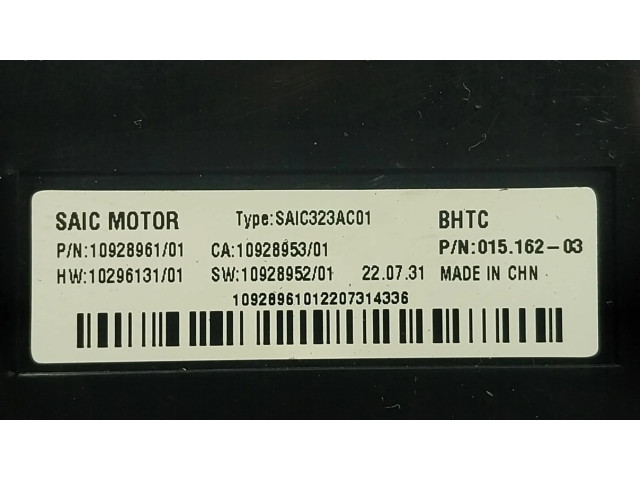 SAIC MOTOR Type:SAIC323AC01 BHTC
P/N:10928961/01 CA:10928953/01 P/N:015.162-03
HW:10296131/01 SW:10928952/01 22.07.31 MADE IN CHN
10928961012207314336